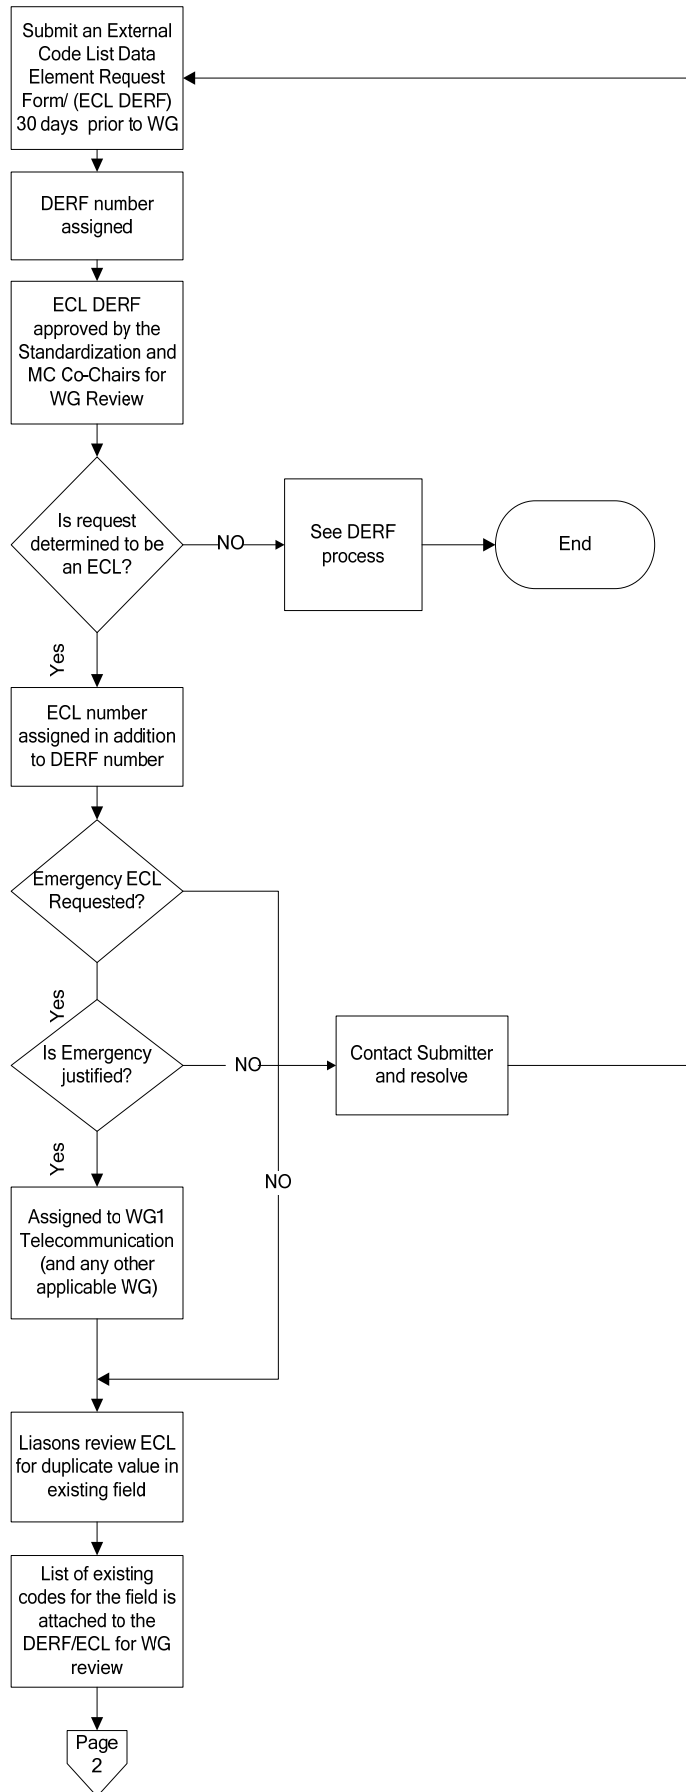 Submit an External
Code List Data
Element Request
Form/ (ECL DERF)
30 days prior to WG
DERF number
assigned
ECL DERF
approved by the
Standardization and
MC Co-Chairs for
WG Review
Is request
determined to be
an ECL?
NO
See DERF
process
End
Yes
ECL number
assigned in addition
to DERF number
Emergency ECL
Requested?
Yes
Is Emergency
justified?
NO
Contact Submitter
and resolve
Yes
NO
Assigned to WG1
Telecommunication
(and any other
applicable WG)
Liasons review ECL
for duplicate value in
existing field
List of existing
codes for the field is
attached to the
DERF/ECL for WG
review
Page
2